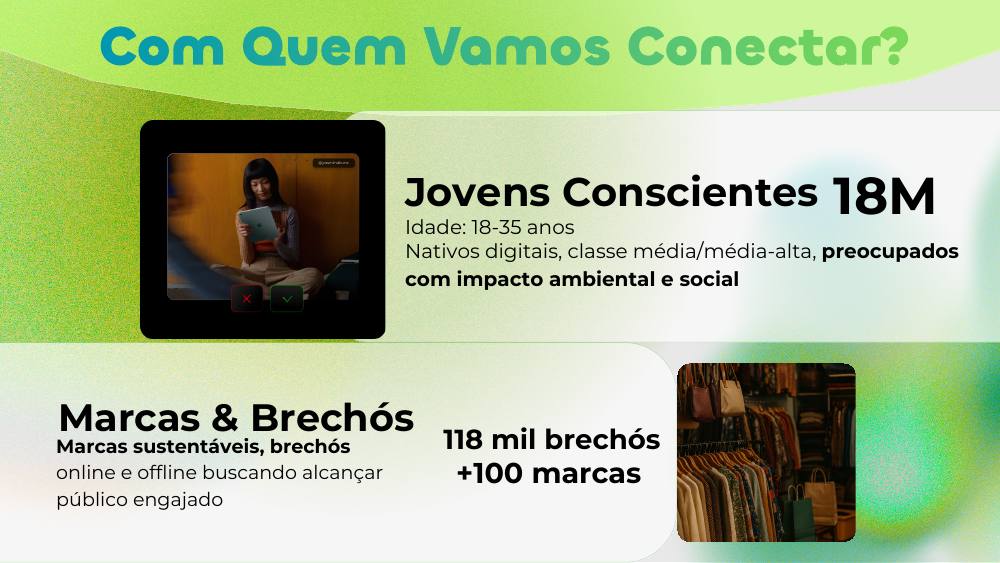 Com Quem Vamos Conectar?
Jovens Conscientes 18M
Idade: 18-35 anos
Nativos digitais, classe média/média-alta, preocupados
com impacto ambiental e social
Marcas & Brechós
Marcas sustentáveis, brechós
online e offline buscando alcançar
público engajado
118 mil brechós
+100 marcas